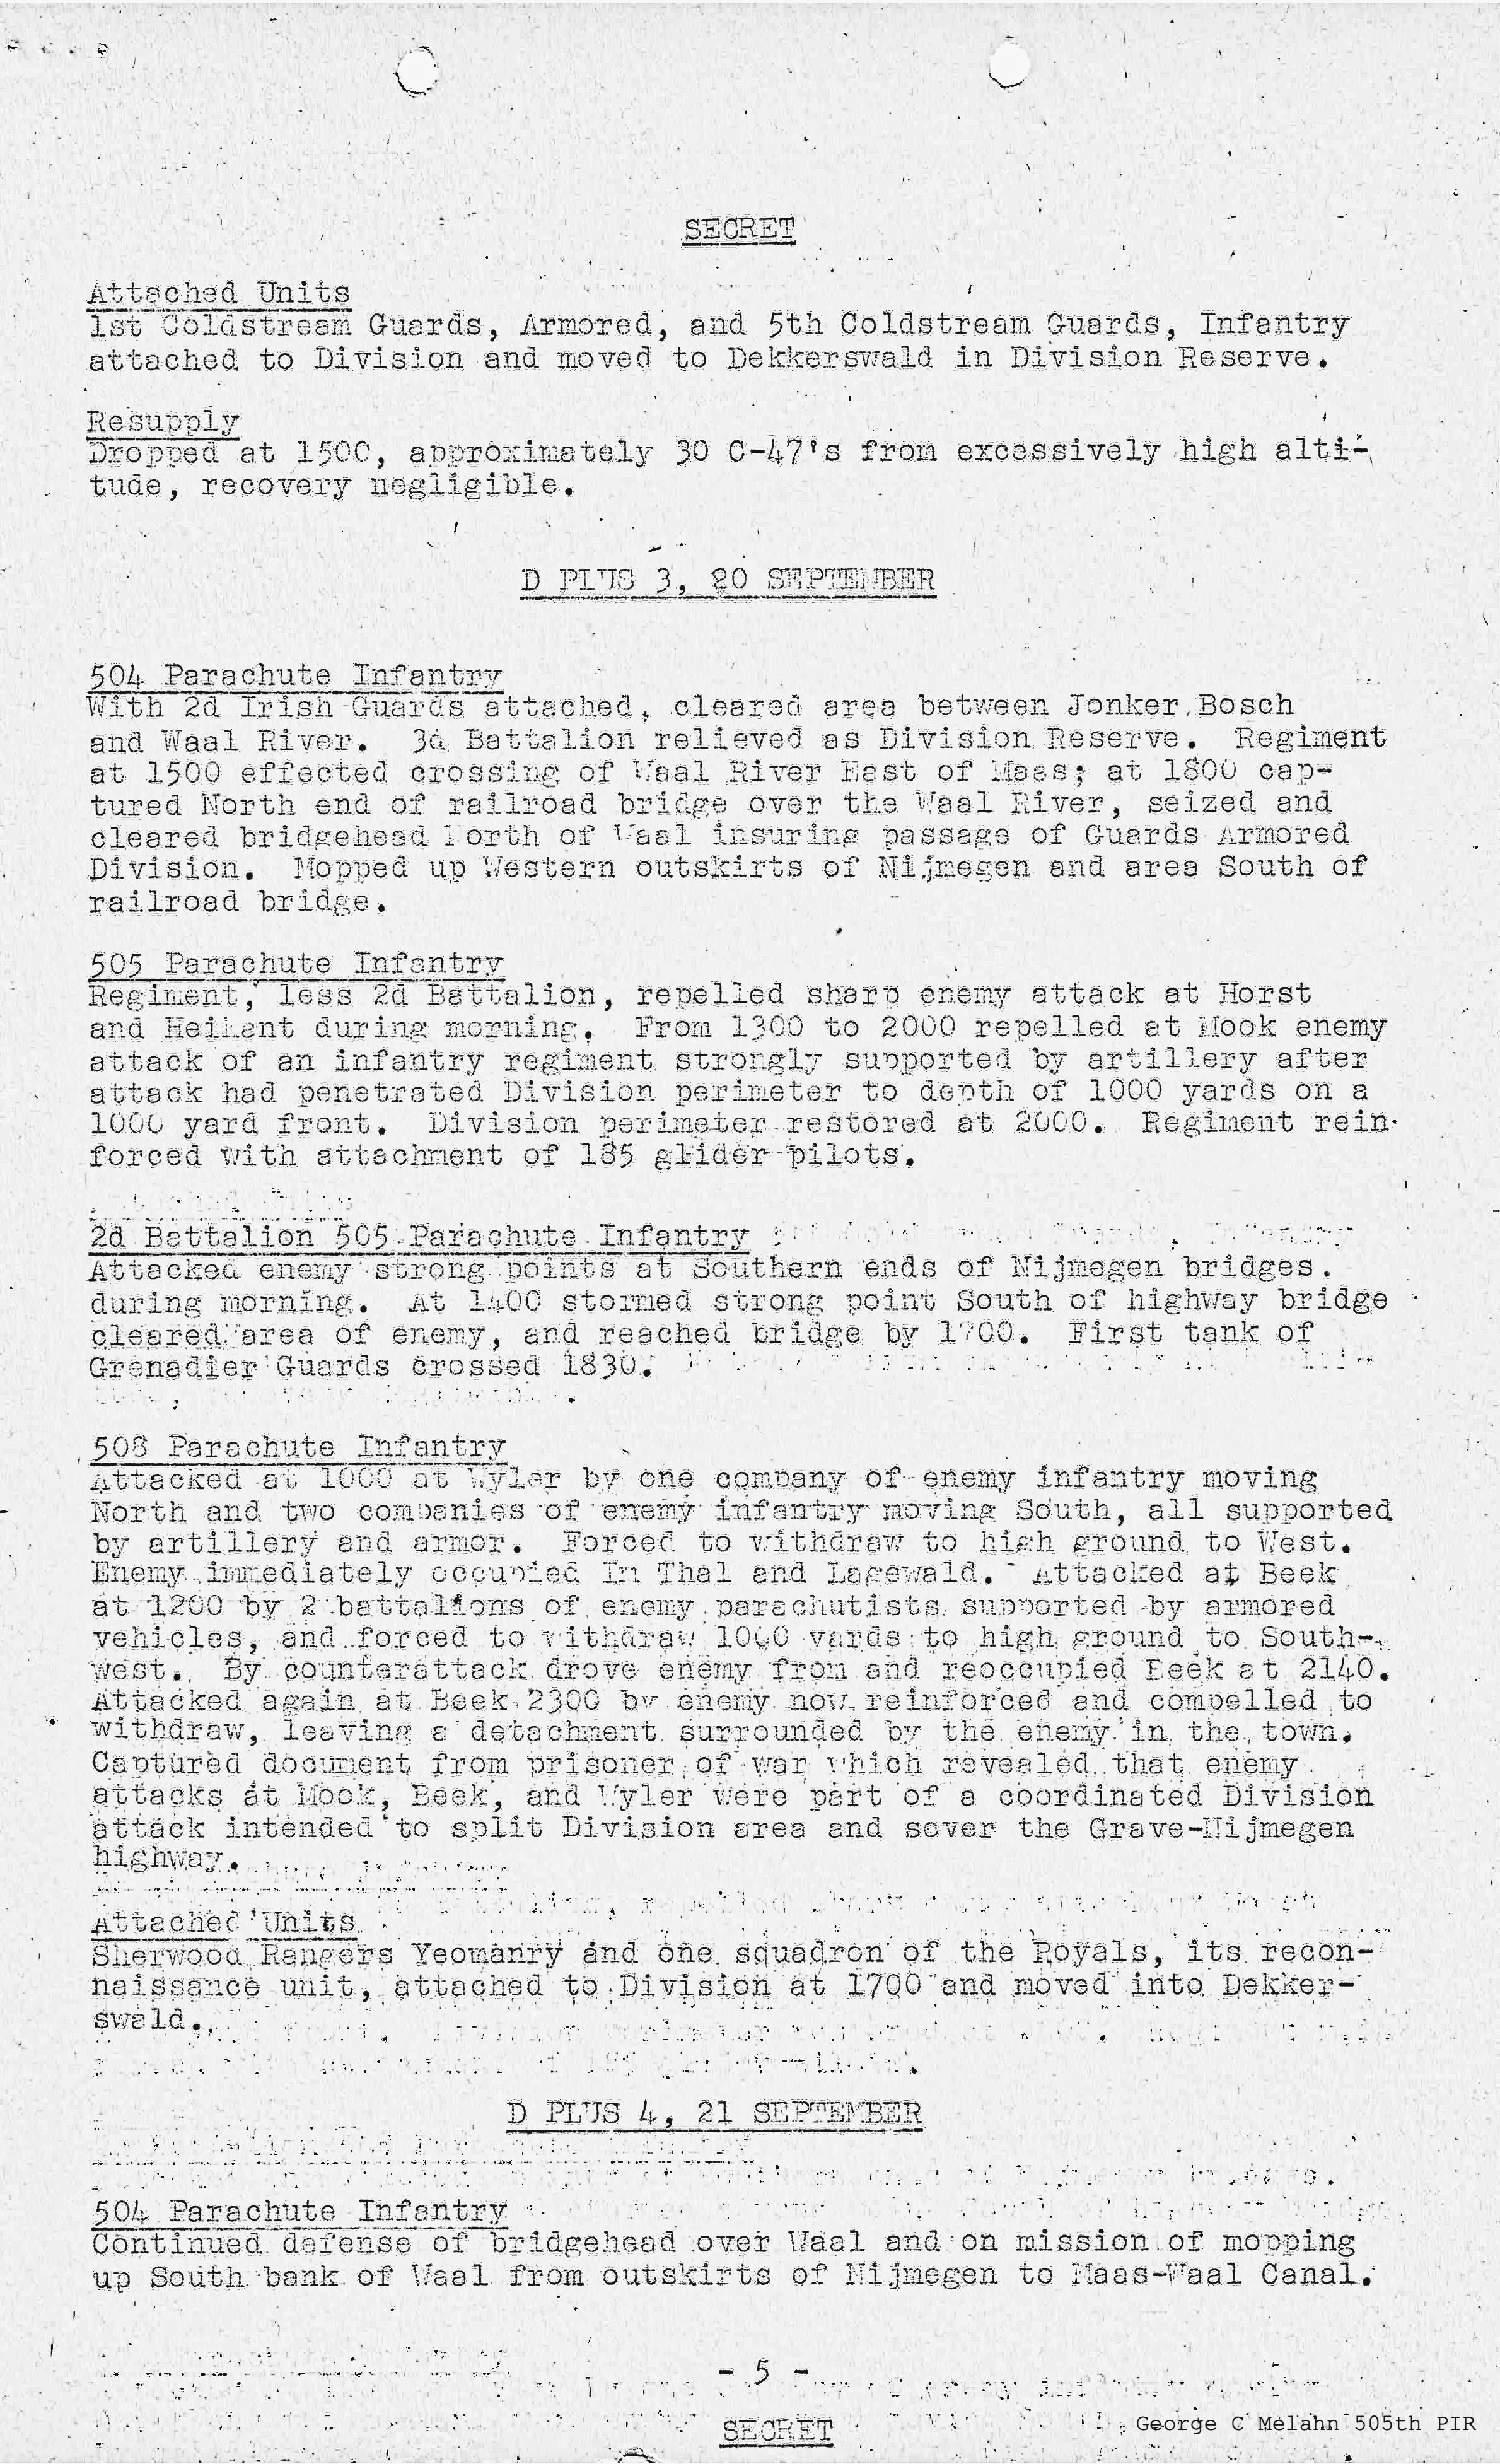 SECRET
Attached Units
1st Coldstream Guards, Armored, and 5th Coldstream Guards, Infantry
attached to Division and moved to Dekkerswald in Division Reserve.
Resupply
Dropped at 1500, approximately 30 C-47's from excessively high alti-
tude, recovery negligible.
D PLUS 3, 20 SEPTEMBER
504 Parachute Infantry
With 2d Irish Guards attached, cleared area between Jonker Bosch
and Waal River. 3d Battalion relieved as Division Reserve. Regiment
at 1500 effected crossing of Waal River East of Maas; at 1800 cap-
tured North end of railroad bridge over the Waal River, seized and
cleared bridgehead North of Waal insuring passage of Guards Armored
Division. Mopped up Western outskirts of Nijmegen and area South of
railroad bridge.
505 Parachute Infantry
Regiment, less 2d Battalion, repelled sharp enemy attack at Horst
and Heikant during morning. From 1300 to 2000 repelled at Mook enemy
attack of an infantry regiment strongly supported by artillery after
attack had penetrated Division perimeter to depth of 1000 yards on a
1000 yard front. Division perimeter restored at 2000. Regiment rein-
forced with attachment of 185 glider pilots.
2d Battalion 505 Parachute Infantry
Attacked enemy strong points at Southern ends of Nijmegen bridges.
during morning. At 1400 stormed strong point South of highway bridge
cleared area of enemy, and reached bridge by 1700. First tank of
Grenadier Guards crossed 1830.
508 Parachute Infantry
Attacked at 1000 at Wyler by one company of enemy infantry moving
North and two companies of enemy infantry moving South, all supported
by artillery and armor. Forced to withdraw to high ground to West.
Enemy immediately occupied In Thal and Lagewald. Attacked at Beek
at 1200 by 2 battalions of enemy parachutists supported by armored
vehicles, and forced to withdraw 1000 yards to high ground to South-
west. By counterattack drove enemy from and reoccupied Beek at 2140.
Attacked again at Beek 2300 by enemy now reinforced and compelled to
withdraw, leaving a detachment surrounded by the enemy in the town.
Captured document from prisoner of war which revealed that enemy
attacks at Mook, Beek, and Wyler were part of a coordinated Division
attack intended to split Division area and sever the Grave-Nijmegen
highway.
Attached Units
Sherwood Rangers Yeomanry and one squadron of the Royals, its recon-
naissance unit, attached to Division at 1700 and moved into Dekker-
swald.
D PLUS 4, 21 SEPTEMBER
504 Parachute Infantry
Continued defense of bridgehead over Waal and on mission of mopping
up South bank of Waal from outskirts of Nijmegen to Maas-Waal Canal.
- 5 -
SECRET
George C Melahn 505th PIR